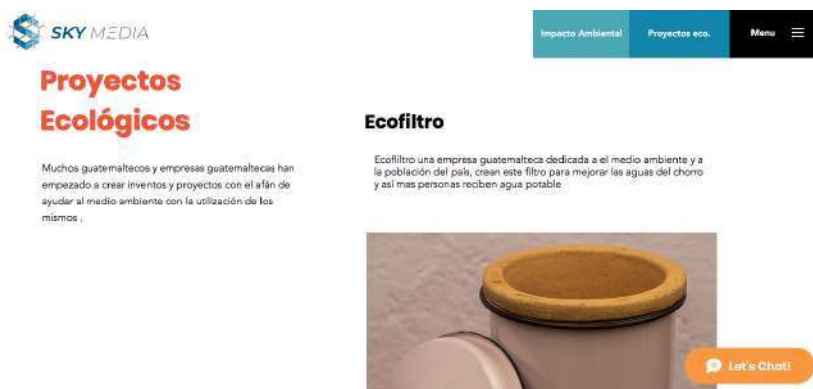 SKY MEDIA
Impacto Ambiental
Proyectos eco.
Menu
Proyectos
Ecológicos
Muchos guatemaltecos y empresas guatemaltecas han
empezado a crear inventos y proyectos con el afán de
ayudar al medio ambiente con la utilización de los
mismos .
Ecofiltro
Ecofliltro una empresa guatemalteca dedicada a el medio ambiente y a
la población del país, crean este filtro para mejorar las aguas del chorro
y así mas personas reciben agua potable
Let's Chat!